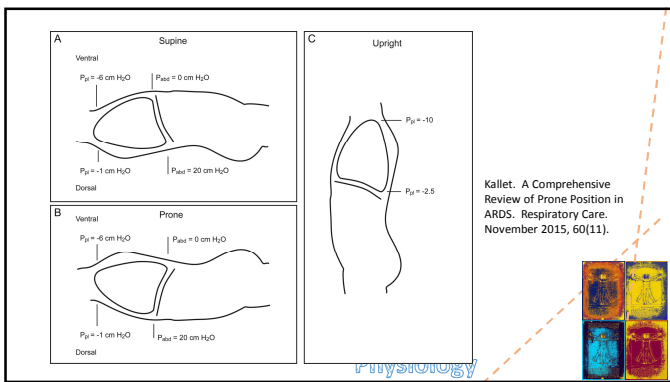 A
Supine
Ventral
Ppl = -6 cm H2O
Pabd = 0 cm H2O
Ppl = -1 cm H2O
Pabd = 20 cm H2O
Dorsal
B
Prone
Ventral
Ppl = -6 cm H2O
Pabd = 0 cm H2O
Ppl = -1 cm H2O
Pabd = 20 cm H2O
Dorsal
C
Upright
Ppl = -10
Ppl = -2.5
Kallet. A Comprehensive
Review of Prone Position in
ARDS. Respiratory Care.
November 2015, 60(11).
Physiology